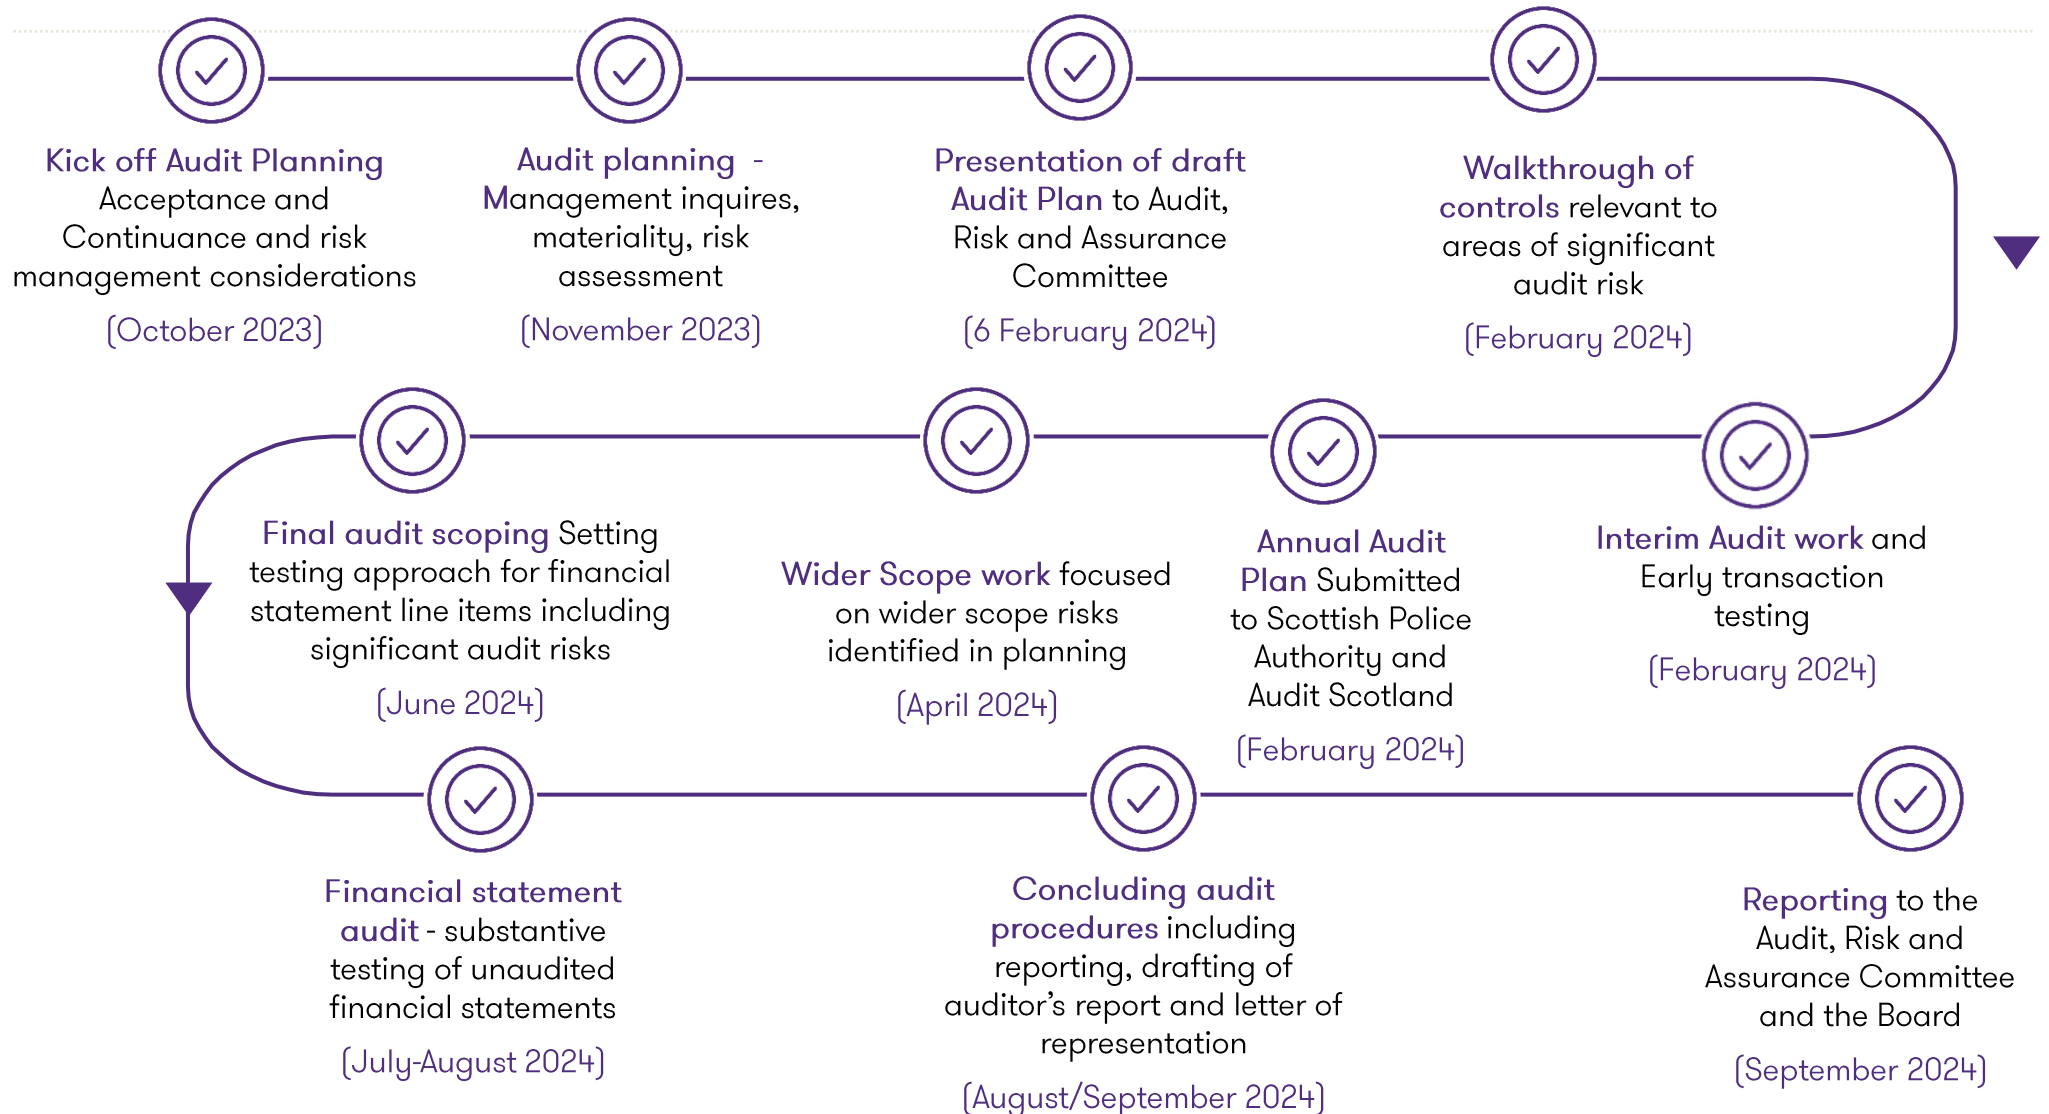 Kick off Audit Planning
Acceptance and
Continuance and risk
management considerations
(October 2023)
Audit planning -
Management inquires,
materiality, risk
assessment
(November 2023)
Presentation of draft
Audit Plan to Audit,
Risk and Assurance
Committee
(6 February 2024)
Walkthrough of
controls relevant to
areas of significant
audit risk
(February 2024)
Interim Audit work and
Early transaction
testing
(February 2024)
Annual Audit
Plan Submitted
to Scottish Police
Authority and
Audit Scotland
(February 2024)
Wider Scope work focused
on wider scope risks
identified in planning
(April 2024)
Final audit scoping Setting
testing approach for financial
statement line items including
significant audit risks
(June 2024)
Financial statement
audit - substantive
testing of unaudited
financial statements
(July-August 2024)
Concluding audit
procedures including
reporting, drafting of
auditor’s report and letter of
representation
(August/September 2024)
Reporting to the
Audit, Risk and
Assurance Committee
and the Board
(September 2024)